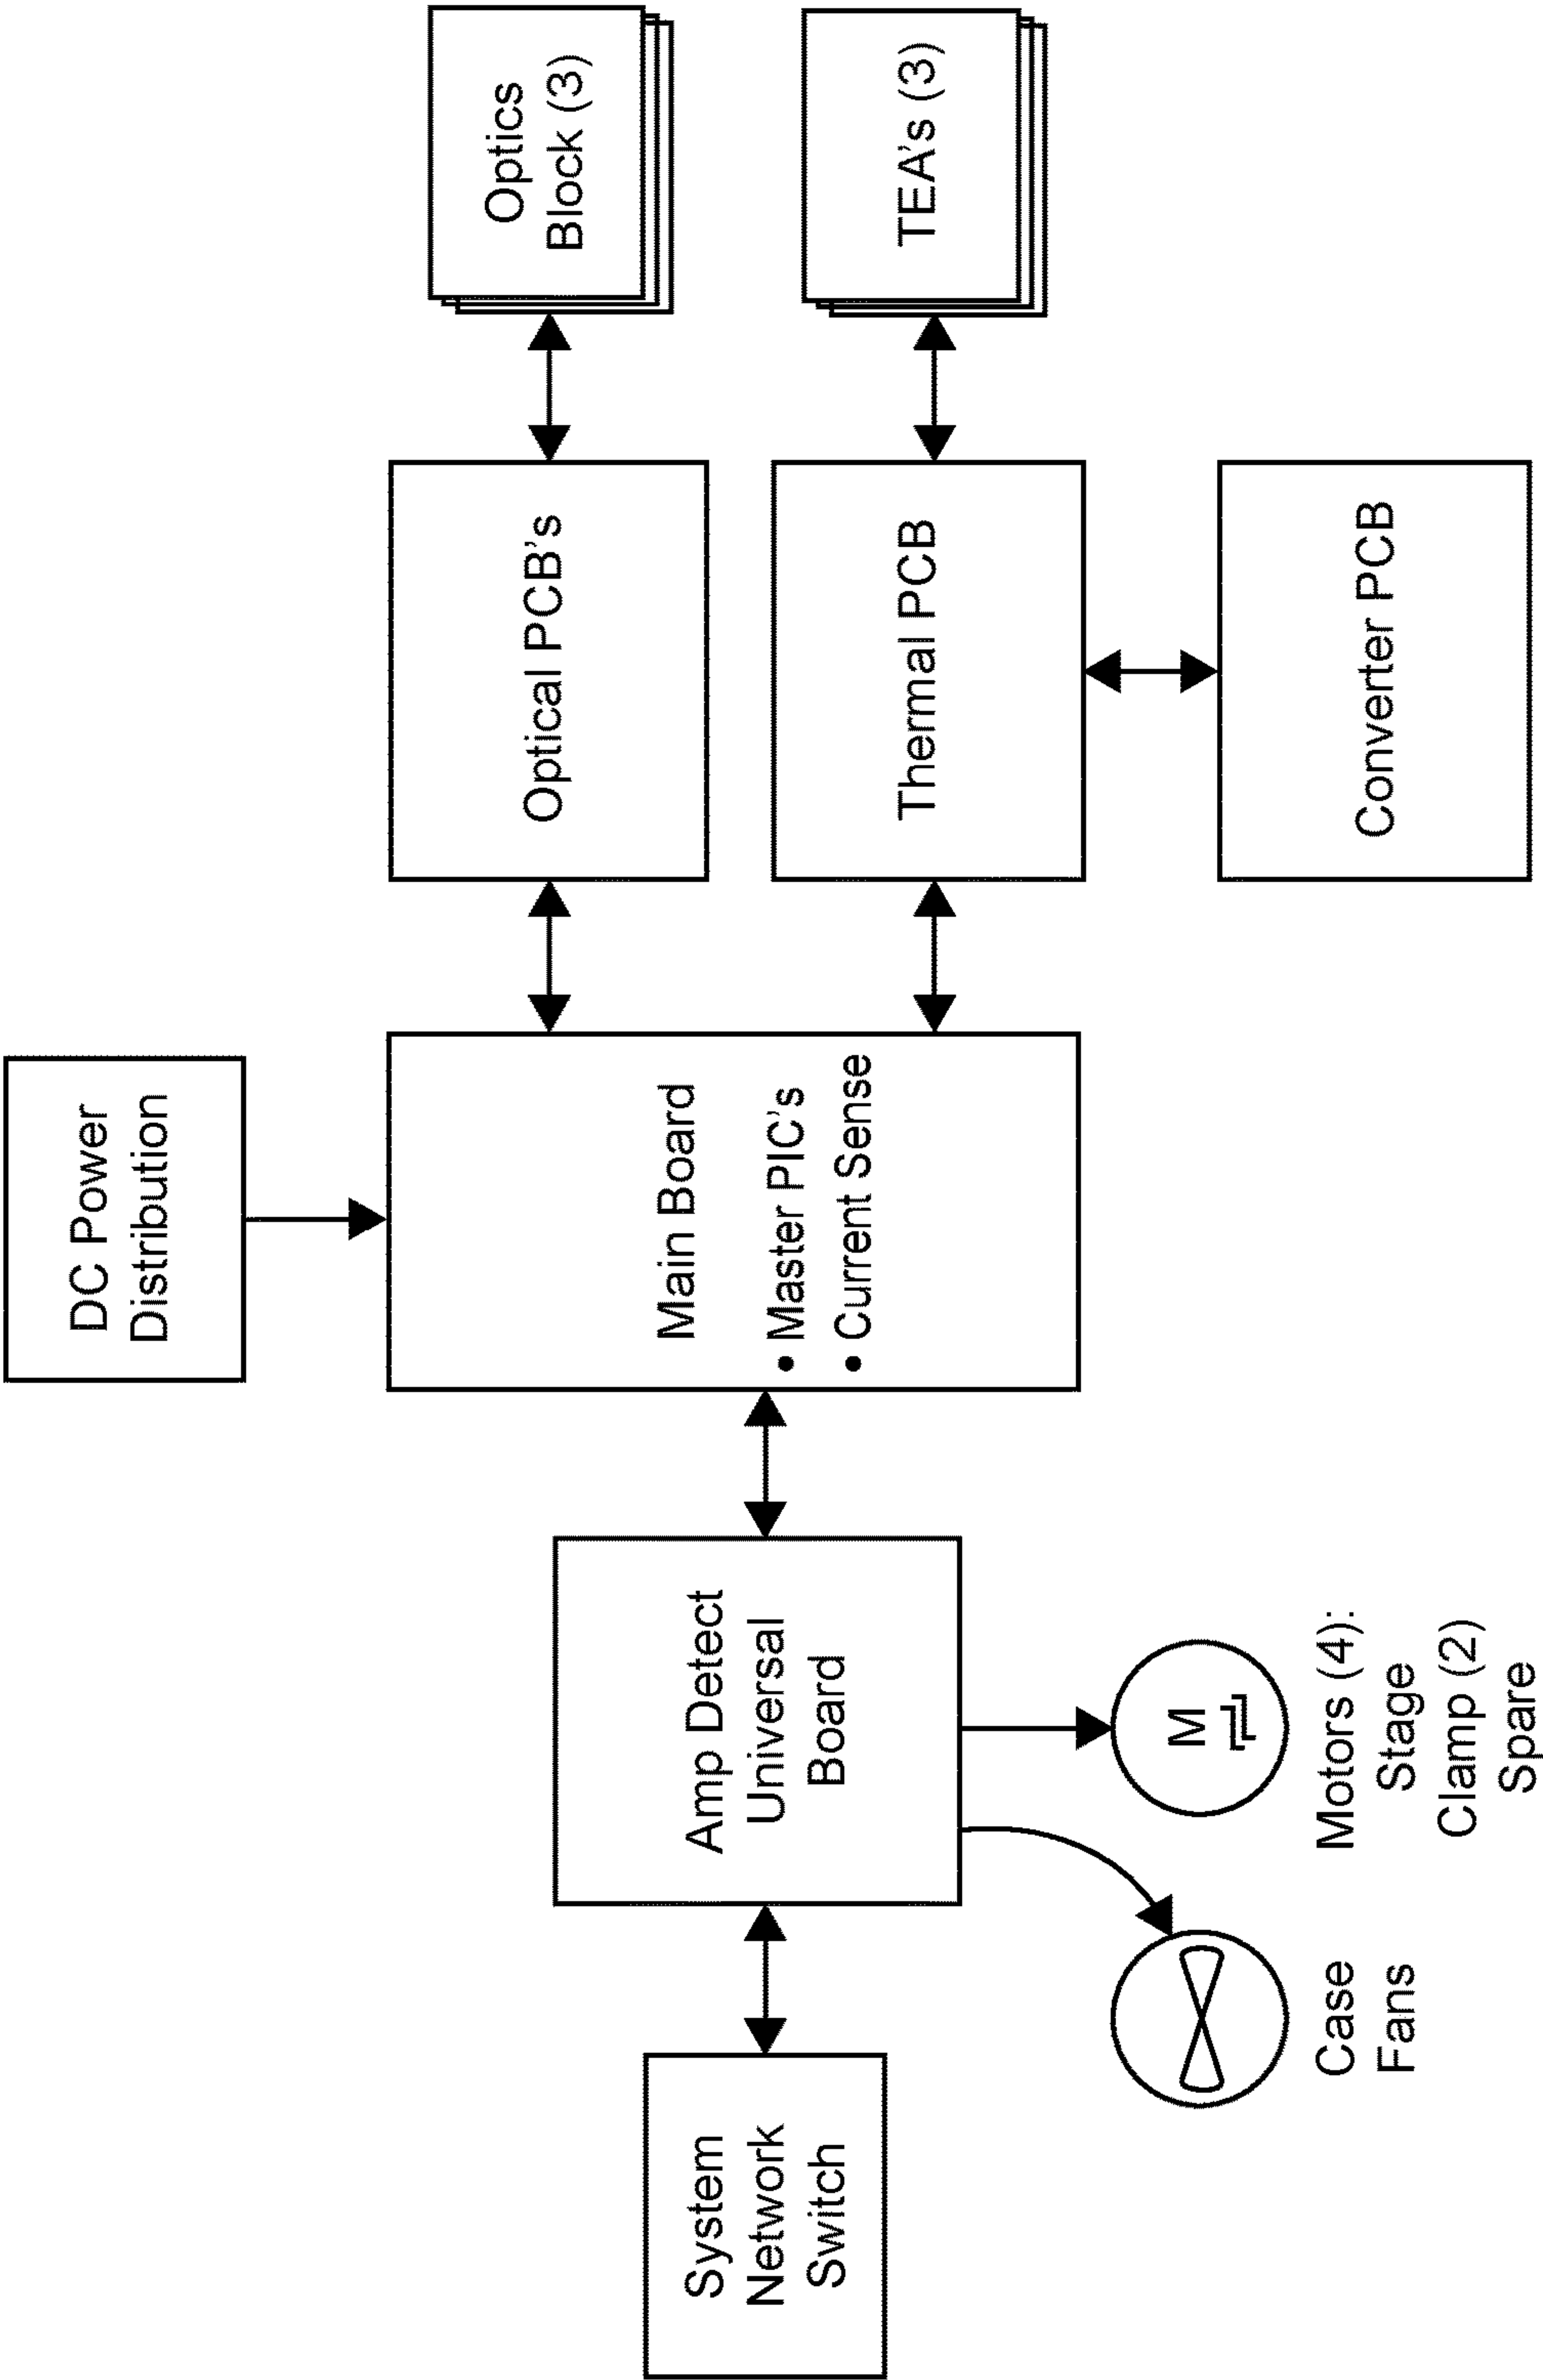 DC Power
Distribution
System
Network
Switch
Amp Detect
Universal
Board
Main Board
• Master PIC's
• Current Sense
Optical PCB's
Optics
Block (3)
Thermal PCB
TEA's (3)
Converter PCB
Case
Fans
M
Motors (4):
Stage
Clamp (2)
Spare